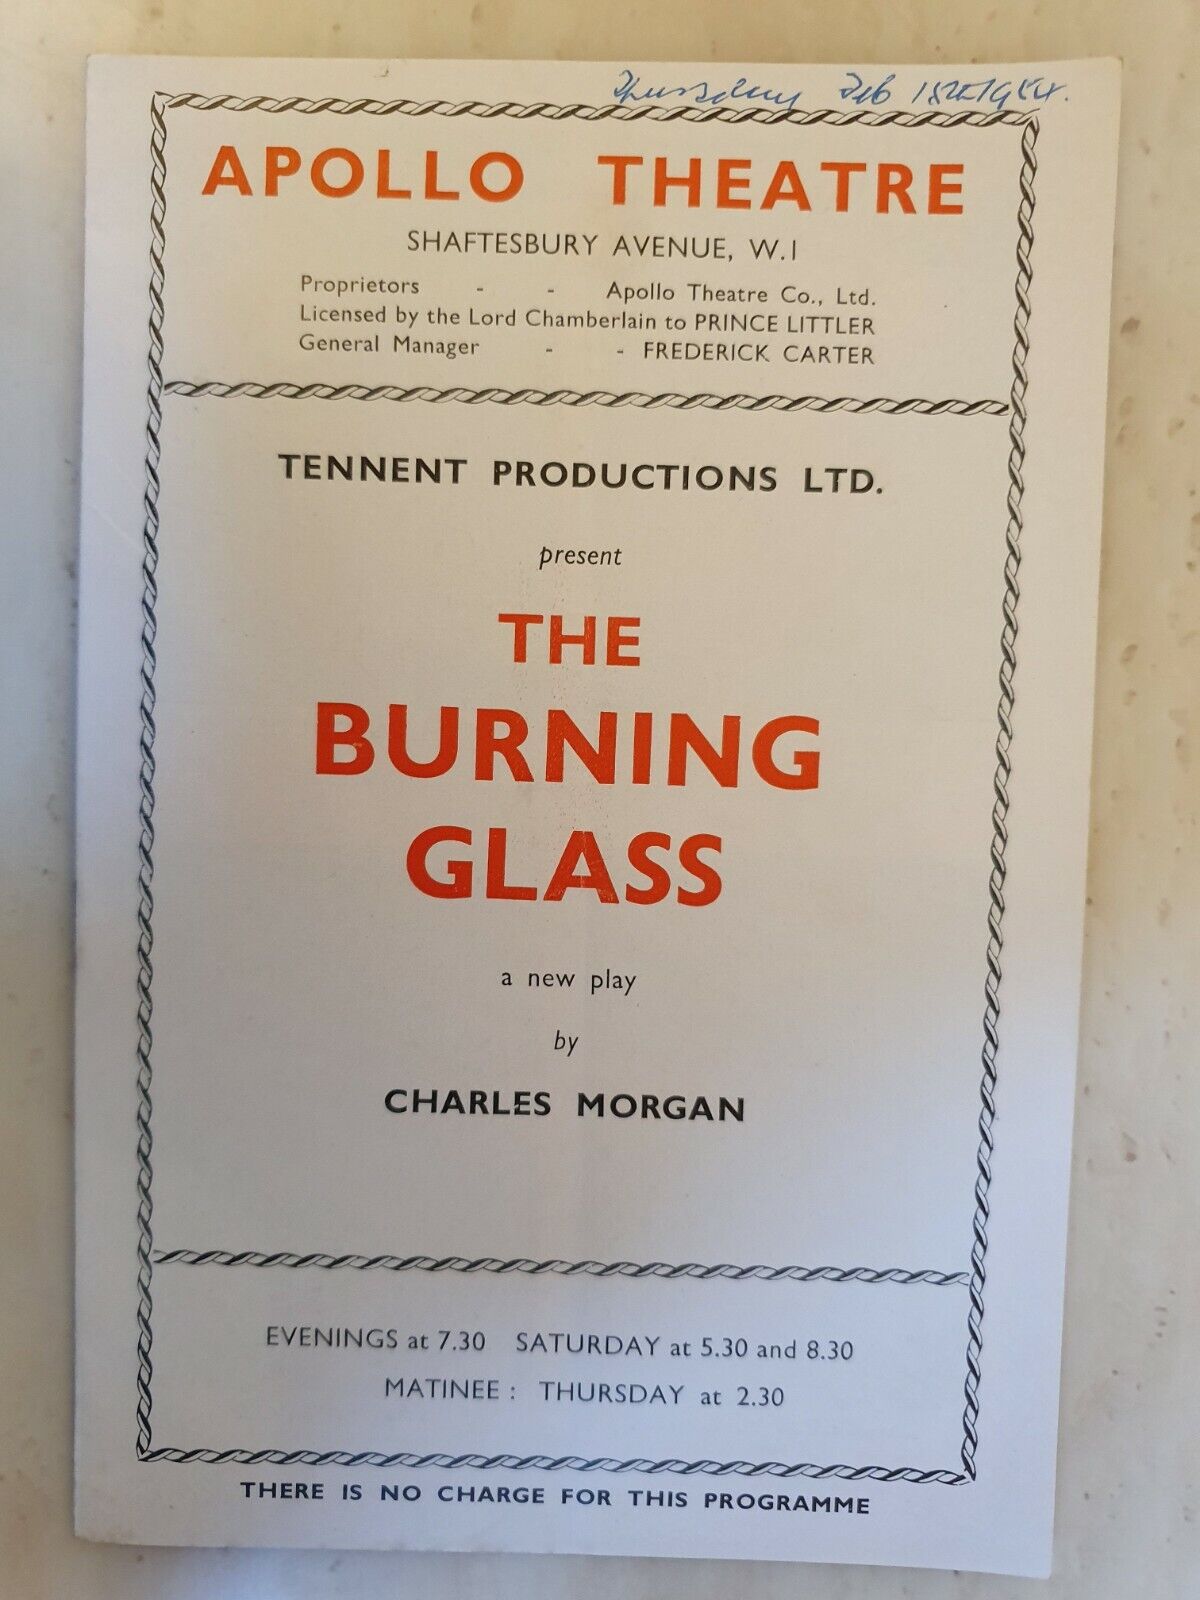 Thursday Feb 18th 1954.
APOLLO THEATRE
SHAFTESBURY AVENUE, W.1
Proprietors - - Apollo Theatre Co., Ltd.
Licensed by the Lord Chamberlain to PRINCE LITTLER
General Manager - - FREDERICK CARTER
TENNENT PRODUCTIONS LTD.
present
THE
BURNING
GLASS
a new play
by
CHARLES MORGAN
EVENINGS at 7.30 SATURDAY at 5.30 and 8.30
MATINEE : THURSDAY at 2.30
THERE IS NO CHARGE FOR THIS PROGRAMME